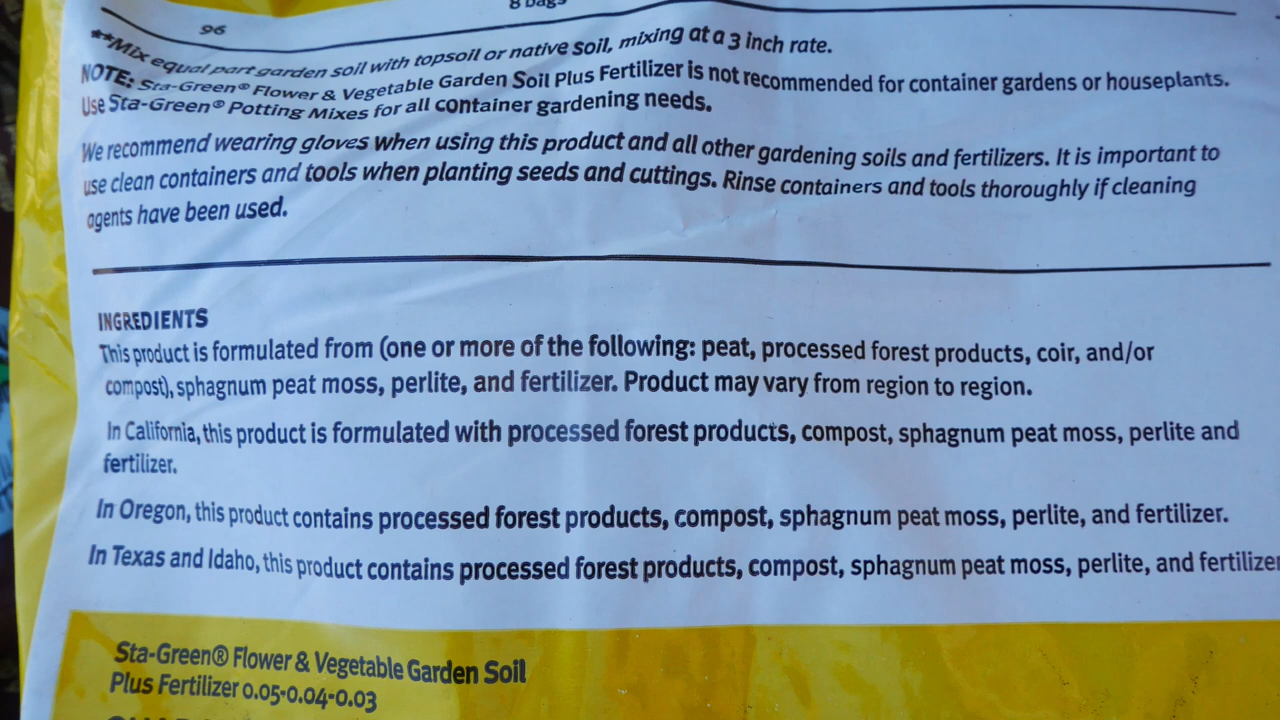 8 bags
96
**Mix equal part garden soil with topsoil or native soil, mixing at a 3 inch rate.
NOTE: Sta-Green® Flower & Vegetable Garden Soil Plus Fertilizer is not recommended for container gardens or houseplants.
Use Sta-Green® Potting Mixes for all container gardening needs.
We recommend wearing gloves when using this product and all other gardening soils and fertilizers. It is important to
use clean containers and tools when planting seeds and cuttings. Rinse containers and tools thoroughly if cleaning
agents have been used.
INGREDIENTS
This product is formulated from (one or more of the following: peat, processed forest products, coir, and/or
compost), sphagnum peat moss, perlite, and fertilizer. Product may vary from region to region.
In California, this product is formulated with processed forest products, compost, sphagnum peat moss, perlite and
fertilizer.
In Oregon, this product contains processed forest products, compost, sphagnum peat moss, perlite, and fertilizer.
In Texas and Idaho, this product contains processed forest products, compost, sphagnum peat moss, perlite, and fertilizer
Sta-Green® Flower & Vegetable Garden Soil
Plus Fertilizer 0.05-0.04-0.03